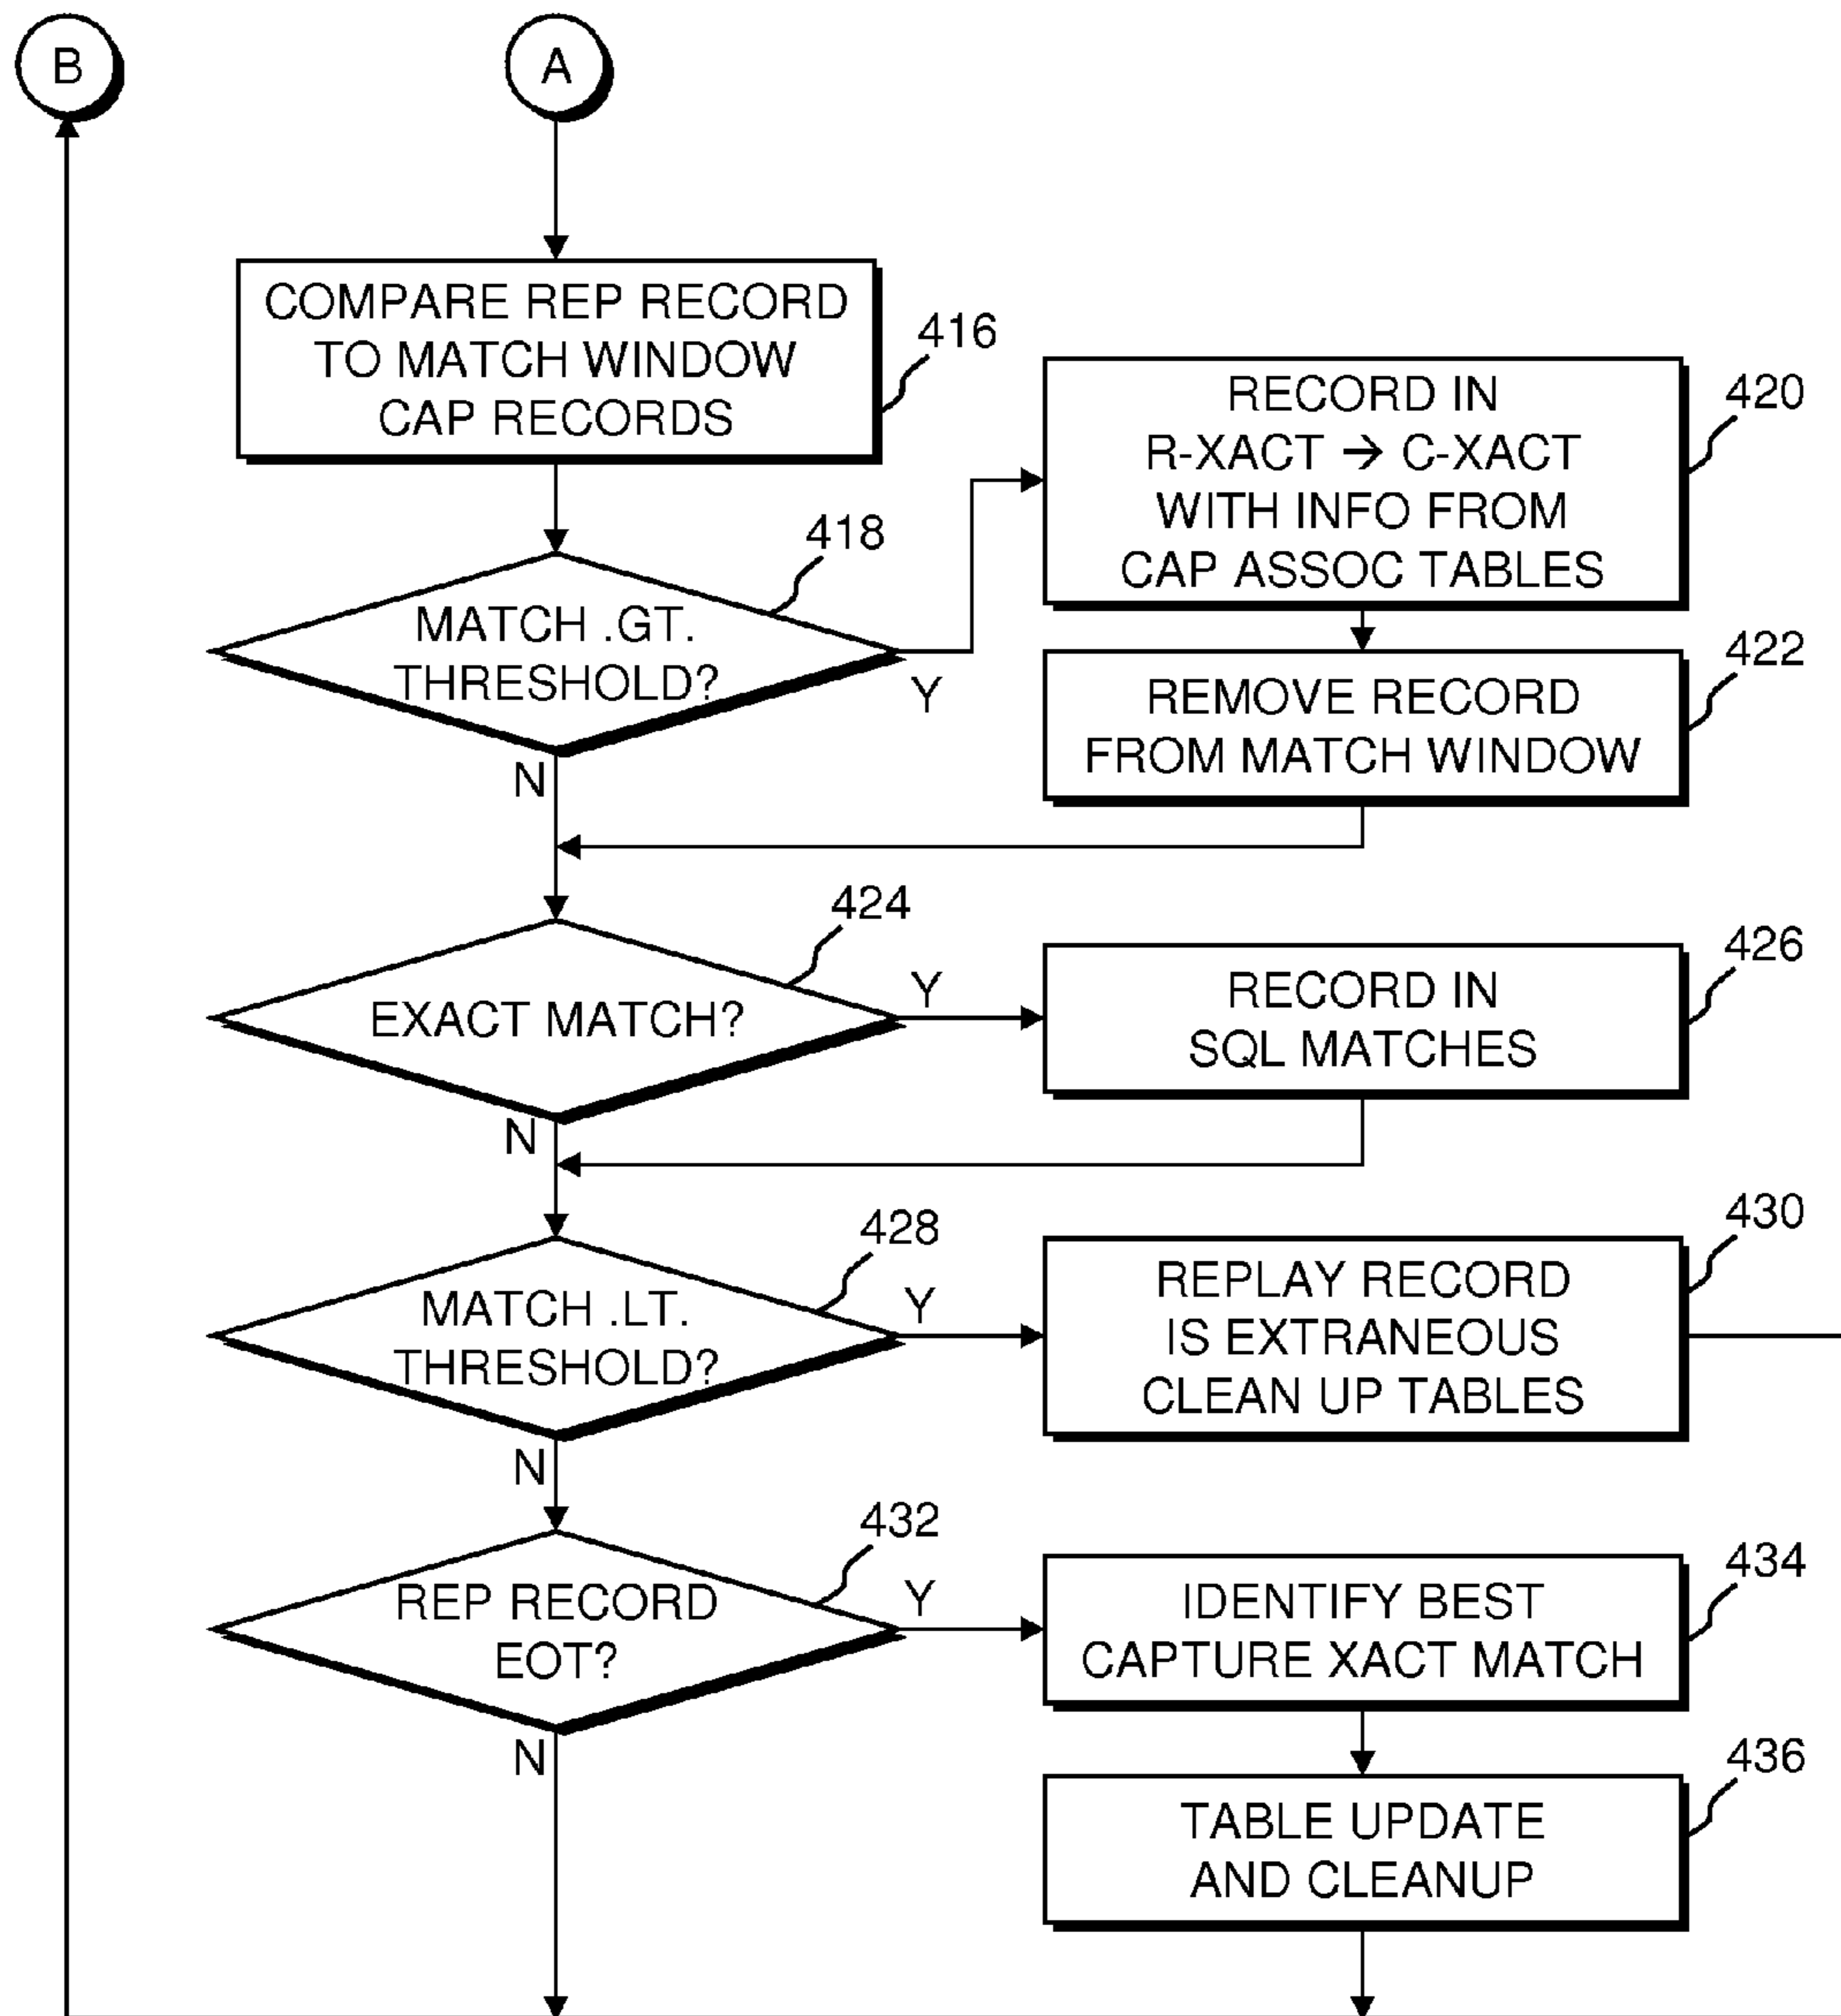 B
A
COMPARE REP RECORD
TO MATCH WINDOW
CAP RECORDS
416
RECORD IN
R-XACT → C-XACT
WITH INFO FROM
CAP ASSOC TABLES
420
418
MATCH .GT.
THRESHOLD?
Y
N
REMOVE RECORD
FROM MATCH WINDOW
422
424
EXACT MATCH?
Y
N
RECORD IN
SQL MATCHES
426
428
MATCH .LT.
THRESHOLD?
Y
N
REPLAY RECORD
IS EXTRANEOUS
CLEAN UP TABLES
430
432
REP RECORD
EOT?
Y
N
IDENTIFY BEST
CAPTURE XACT MATCH
434
TABLE UPDATE
AND CLEANUP
436